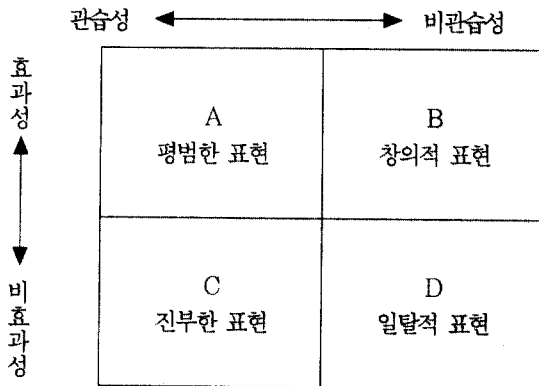 관습성 비관습성
효과성
A
평범한 표현
B
창의적 표현
비효과성
C
진부한 표현
D
일탈적 표현